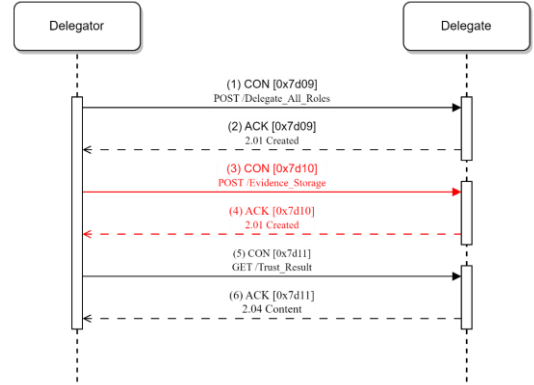 Delegator
Delegate
(1) CON [0x7d09]
POST /Delegate_All_Roles
(2) ACK [0x7d09]
2.01 Created
(3) CON [0x7d10]
POST /Evidence_Storage
(4) ACK [0x7d10]
2.01 Created
(5) CON [0x7d11]
GET /Trust_Result
(6) ACK [0x7d11]
2.04 Content